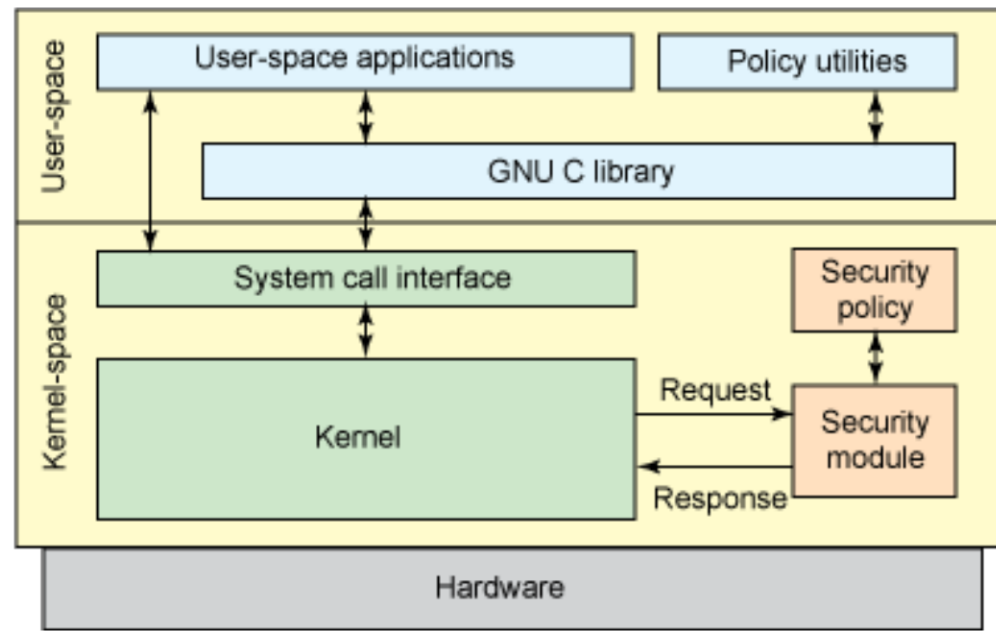 User-space
User-space applications
Policy utilities
GNU C library
Kernel-space
System call interface
Security
policy
Kernel
Request
Response
Security
module
Hardware